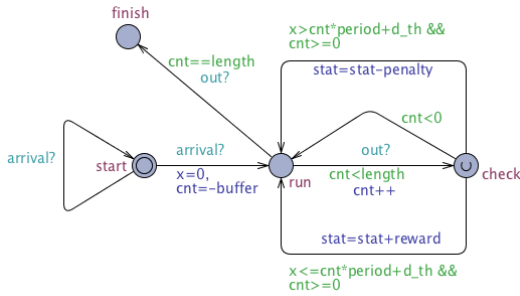 finish
x>cnt*period+d_th &&
cnt>=0
cnt==length
out?
stat=stat-penalty
cnt<0
arrival?
start
arrival?
x=0,
cnt=-buffer
run
out?
cnt<length
cnt++
∪
check
stat=stat+reward
x<=cnt*period+d_th &&
cnt>=0